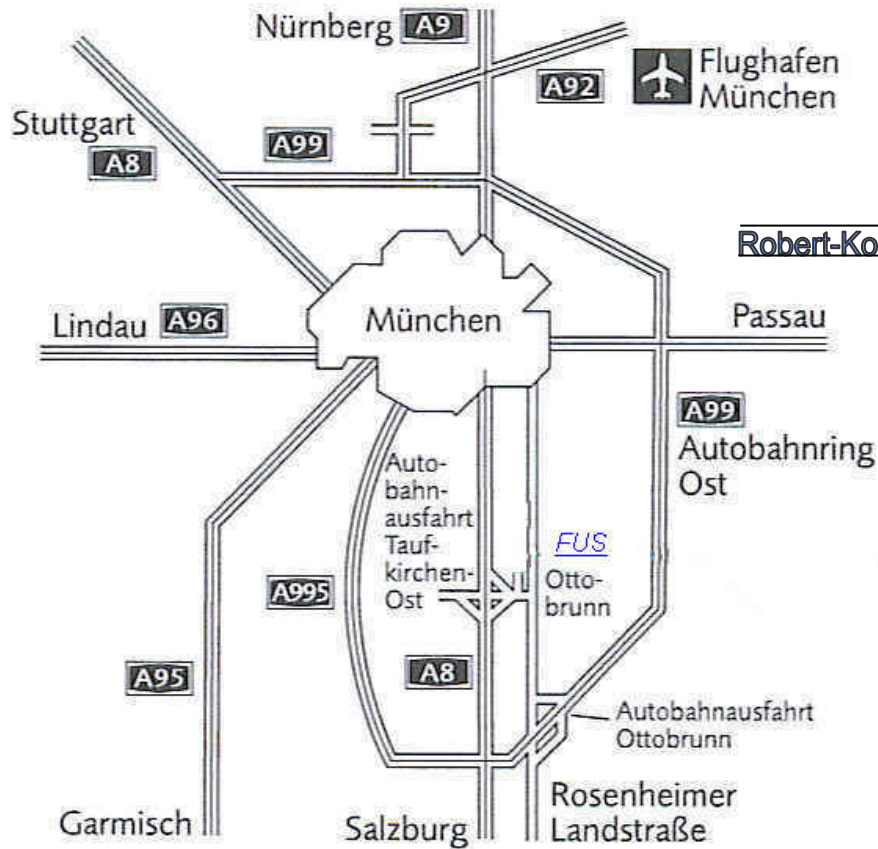 Nürnberg A9
Flughafen
München
A92
Stuttgart
A8
A99
Robert-Ko
Lindau A96
München
Passau
A99
Autobahnring
Ost
Auto-
bahn-
ausfahrt
Tauf-
kirchen-
Ost
FUS
Otto-
brunn
A995
A95
A8
Autobahnausfahrt
Ottobrunn
Garmisch
Salzburg
Rosenheimer
Landstraße